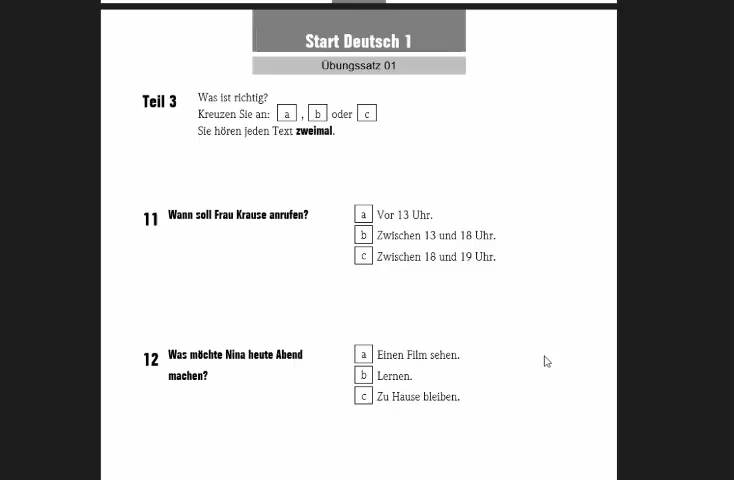 Start Deutsch 1
Übungssatz 01
Teil 3 Was ist richtig?
Kreuzen Sie an: a , b oder c
Sie hören jeden Text zweimal.
11 Wann soll Frau Krause anrufen?
a Vor 13 Uhr.
b Zwischen 13 und 18 Uhr.
c Zwischen 18 und 19 Uhr.
12 Was möchte Nina heute Abend
machen?
a Einen Film sehen.
b Lernen.
c Zu Hause bleiben.